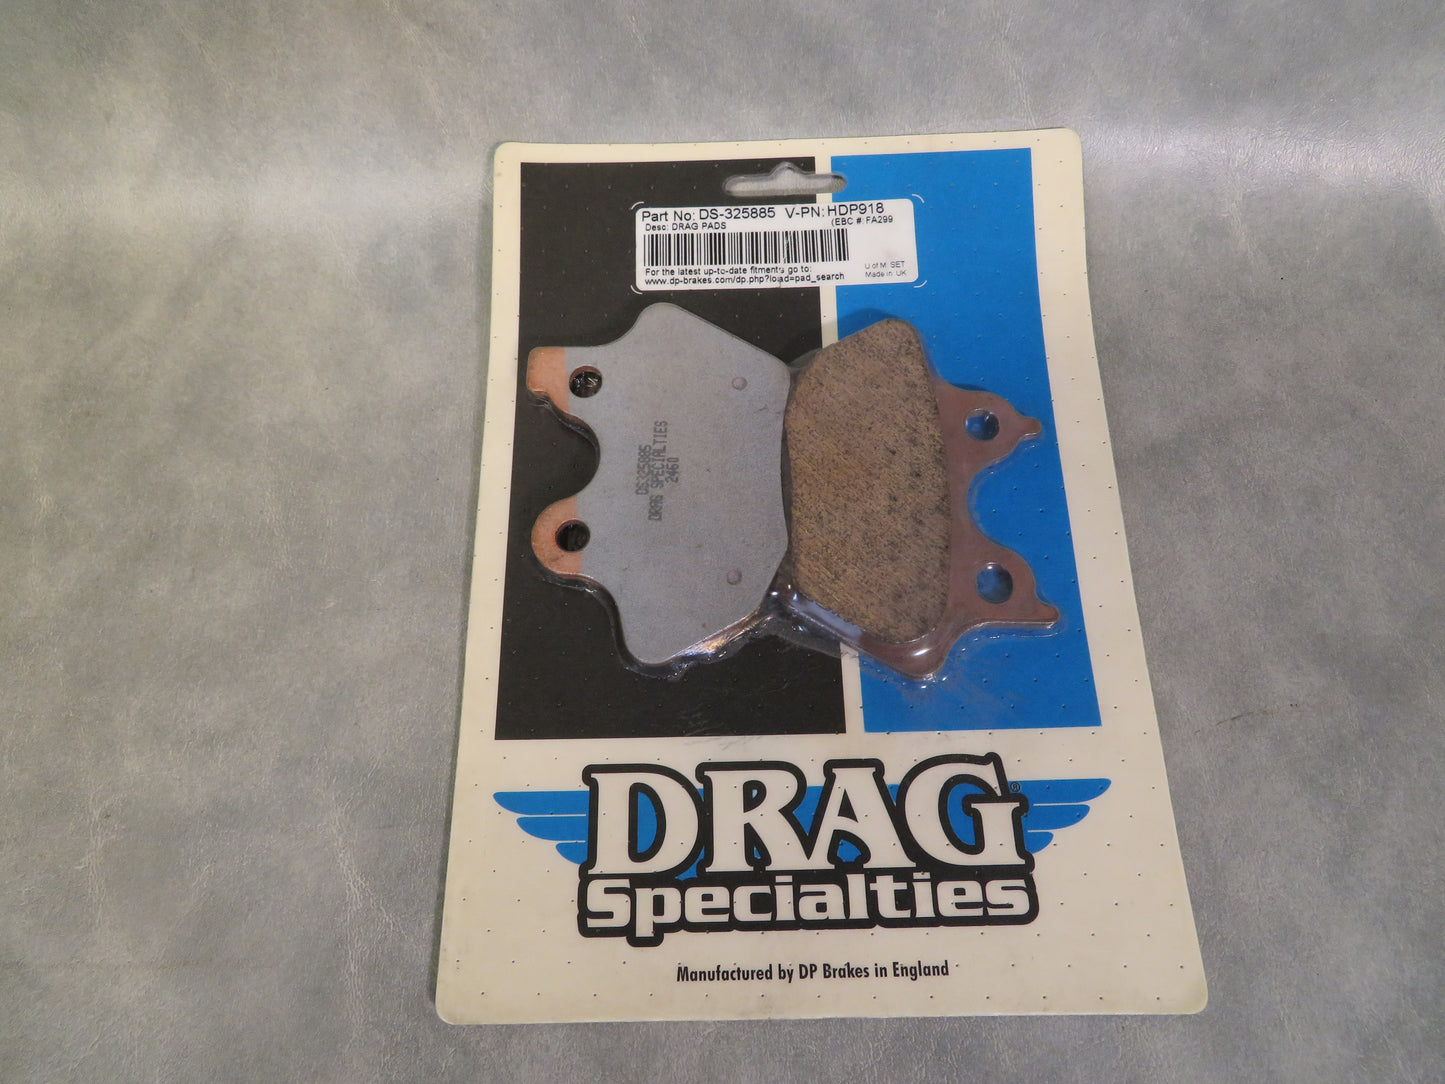 Part No: DS-325885 V-PN: HDP918
Desc: DRAG PADS (EBC #: FA299
For the latest up-to-date fitments go to:
www.dp-brakes.com/dp.php?load=pad_search
U of M: SET
Made in: UK
DS325885
DRAG SPECIALTIES
2460
DRAG®
Specialties
Manufactured by DP Brakes in England